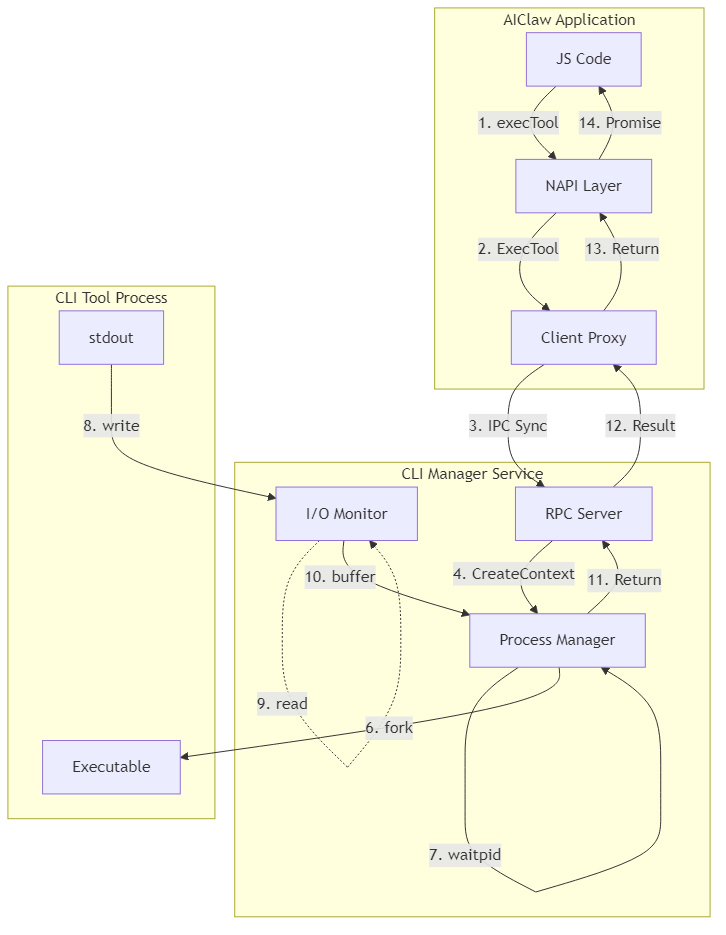 AIClaw Application
JS Code
1. execTool
14. Promise
NAPI Layer
2. ExecTool
13. Return
CLI Tool Process
stdout
Client Proxy
8. write
3. IPC Sync
12. Result
CLI Manager Service
I/O Monitor
RPC Server
10. buffer
4. CreateContext
11. Return
Process Manager
9. read
6. fork
Executable
7. waitpid